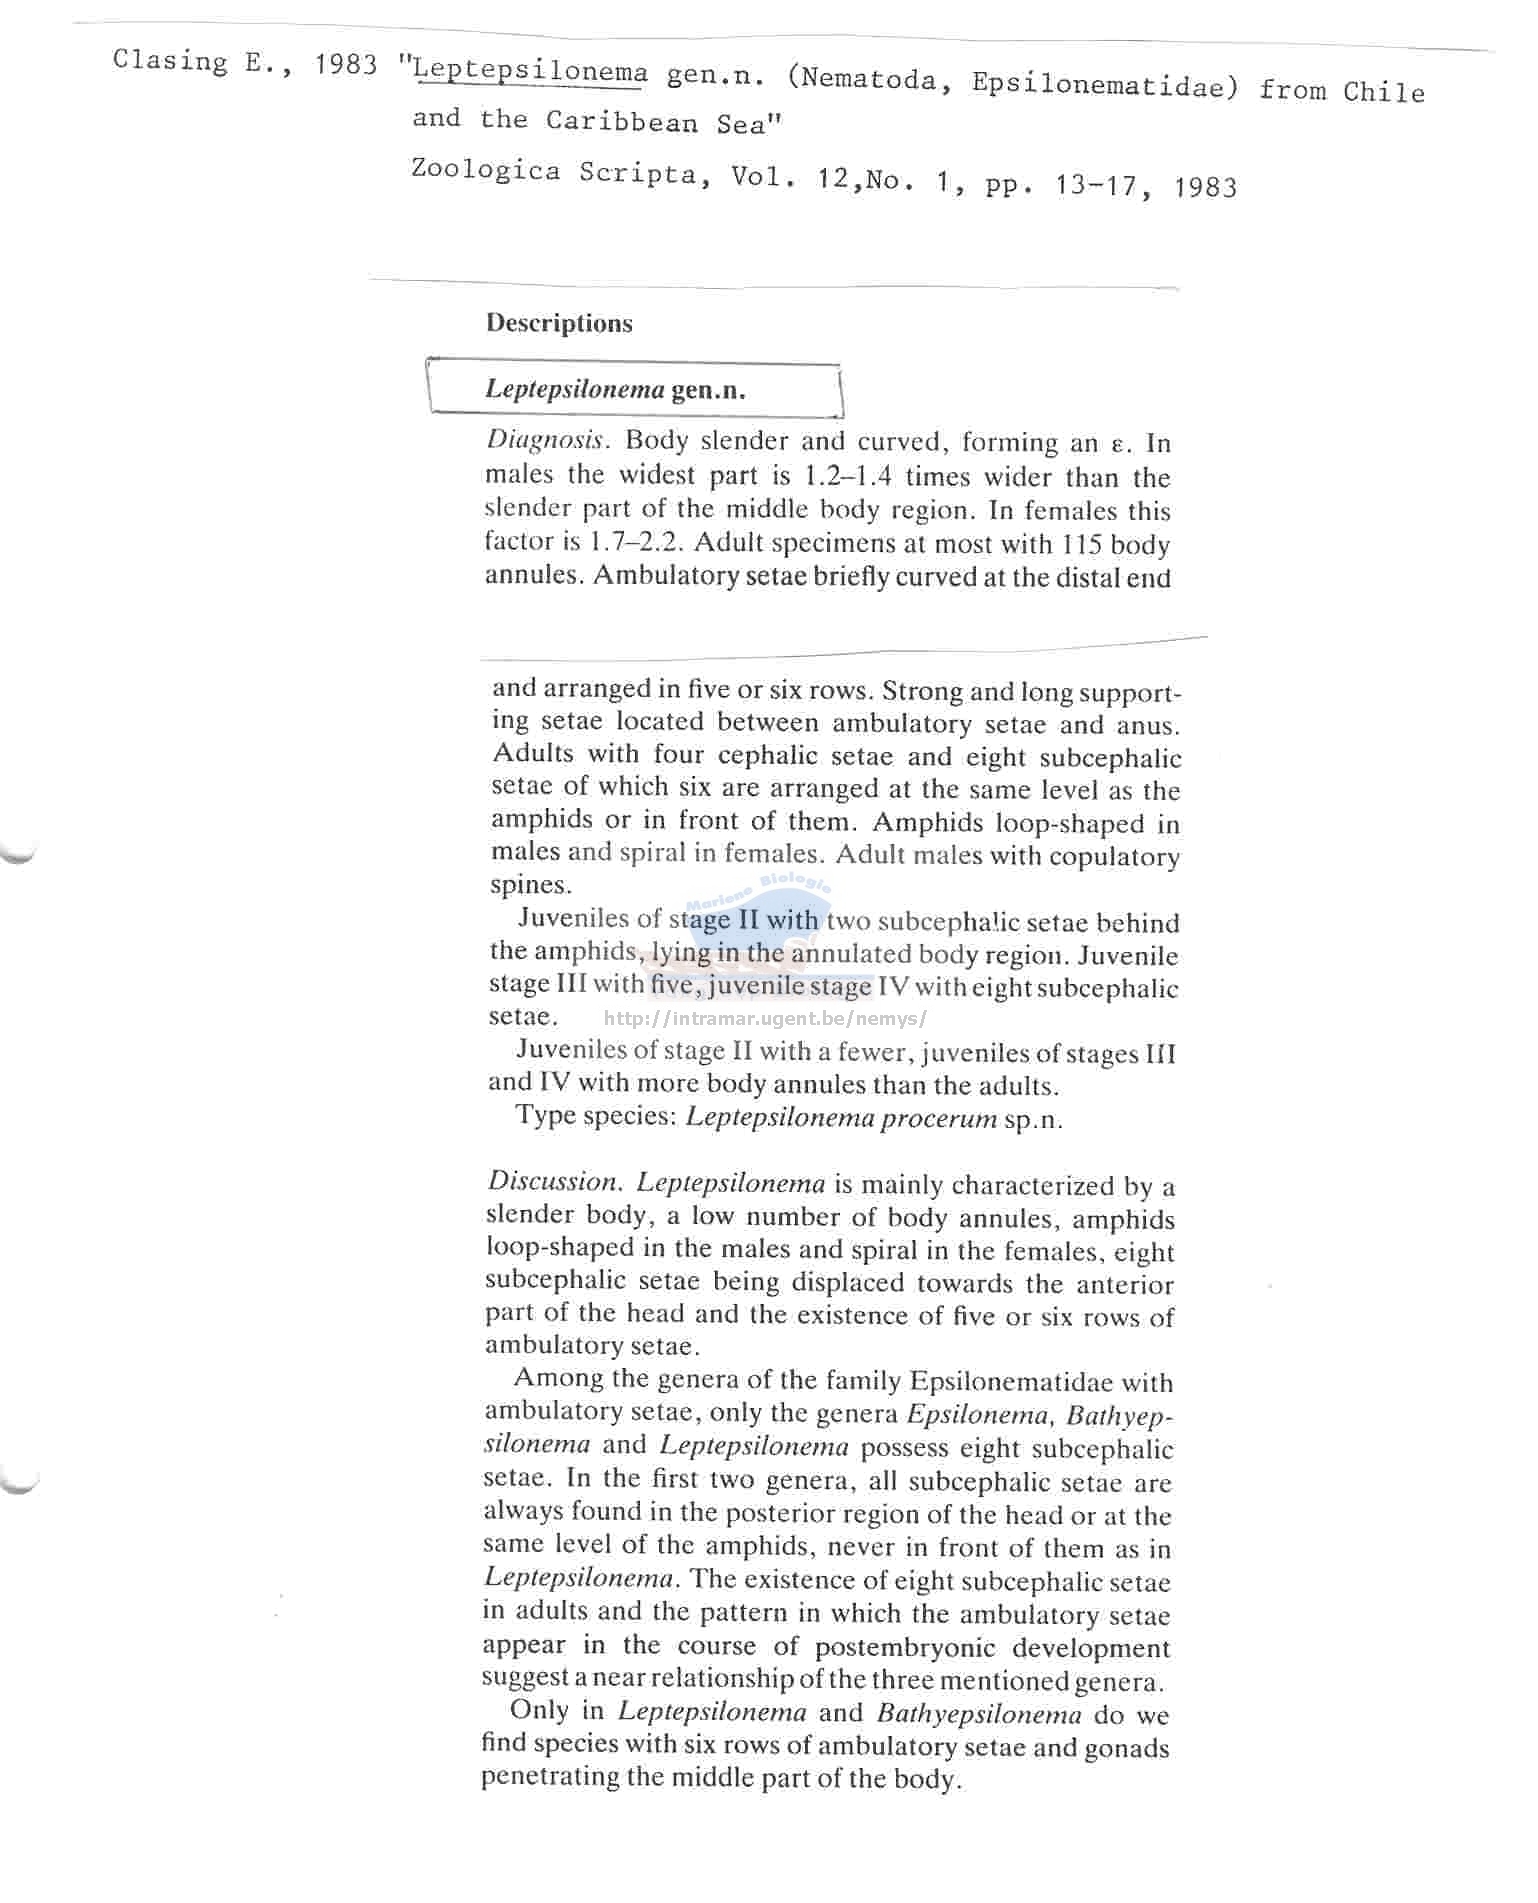 Clasing E., 1983 "Leptepsilonema gen.n. (Nematoda, Epsilonematidae) from Chile
and the Caribbean Sea"
Zoologica Scripta, Vol. 12,No. 1, pp. 13-17, 1983
Descriptions
Leptepsilonema gen.n.
Diagnosis. Body slender and curved, forming an ε. In
males the widest part is 1.2–1.4 times wider than the
slender part of the middle body region. In females this
factor is 1.7–2.2. Adult specimens at most with 115 body
annules. Ambulatory setae briefly curved at the distal end
and arranged in five or six rows. Strong and long support-
ing setae located between ambulatory setae and anus.
Adults with four cephalic setae and eight subcephalic
setae of which six are arranged at the same level as the
amphids or in front of them. Amphids loop-shaped in
males and spiral in females. Adult males with copulatory
spines.
Mariene Biologie
Juveniles of stage II with two subcephalic setae behind
the amphids, lying in the annulated body region. Juvenile
stage III with five, juvenile stage IV with eight subcephalic
setae.
http://intramar.ugent.be/nemys/
Juveniles of stage II with a fewer, juveniles of stages III
and IV with more body annules than the adults.
Type species: Leptepsilonema procerum sp.n.
Discussion. Leptepsilonema is mainly characterized by a
slender body, a low number of body annules, amphids
loop-shaped in the males and spiral in the females, eight
subcephalic setae being displaced towards the anterior
part of the head and the existence of five or six rows of
ambulatory setae.
Among the genera of the family Epsilonematidae with
ambulatory setae, only the genera Epsilonema, Bathyep-
silonema and Leptepsilonema possess eight subcephalic
setae. In the first two genera, all subcephalic setae are
always found in the posterior region of the head or at the
same level of the amphids, never in front of them as in
Leptepsilonema. The existence of eight subcephalic setae
in adults and the pattern in which the ambulatory setae
appear in the course of postembryonic development
suggest a near relationship of the three mentioned genera.
Only in Leptepsilonema and Bathyepsilonema do we
find species with six rows of ambulatory setae and gonads
penetrating the middle part of the body.